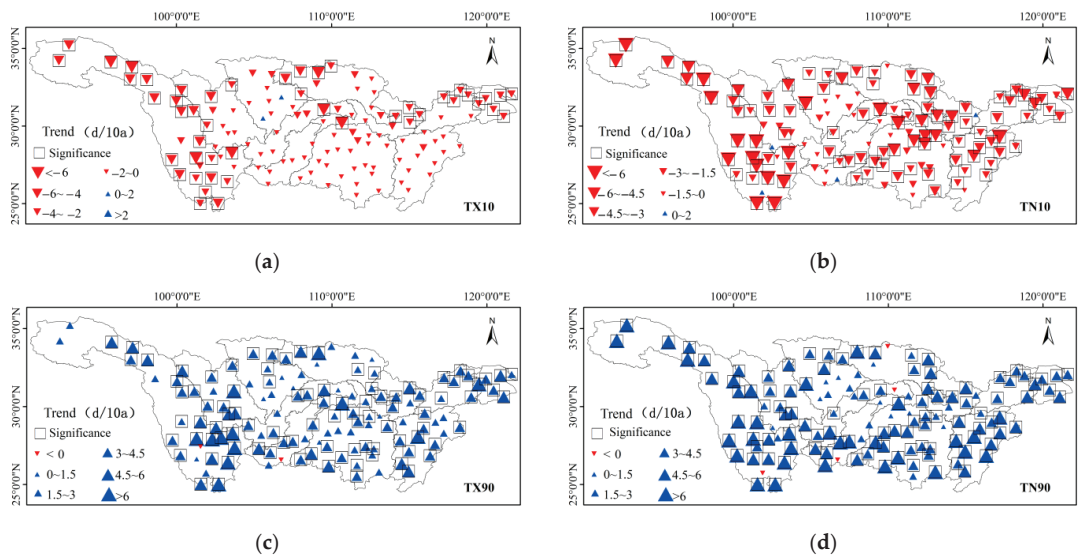 100°0'0"E 110°0'0"E 120°0'0"E
35°0'0"N
30°0'0"N
25°0'0"N
N
Trend (d/10a)
Significance
<−6 −2~0
−6~ −4 0~2
−4~ −2 >2
TX10
(a)
100°0'0"E 110°0'0"E 120°0'0"E
35°0'0"N
30°0'0"N
25°0'0"N
N
Trend (d/10a)
Significance
<−6 −3~ −1.5
−6~ −4.5 −1.5~0
−4.5~ −3 0~2
TN10
(b)
100°0'0"E 110°0'0"E 120°0'0"E
35°0'0"N
30°0'0"N
25°0'0"N
N
Trend (d/10a)
Significance
< 0 3~4.5
0~1.5 4.5~6
1.5~3 >6
TX90
(c)
100°0'0"E 110°0'0"E 120°0'0"E
35°0'0"N
30°0'0"N
25°0'0"N
N
Trend (d/10a)
Significance
< 0 3~4.5
0~1.5 4.5~6
1.5~3 >6
TN90
(d)